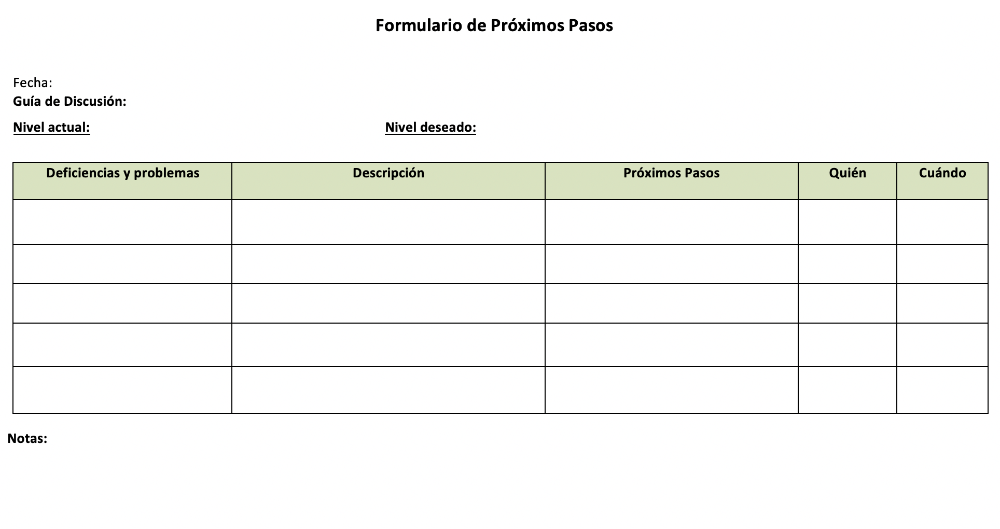 Formulario de Próximos Pasos
Fecha:
Guía de Discusión:
Nivel actual: Nivel deseado:
Deficiencias y problemas Descripción Próximos Pasos Quién Cuándo
Notas: